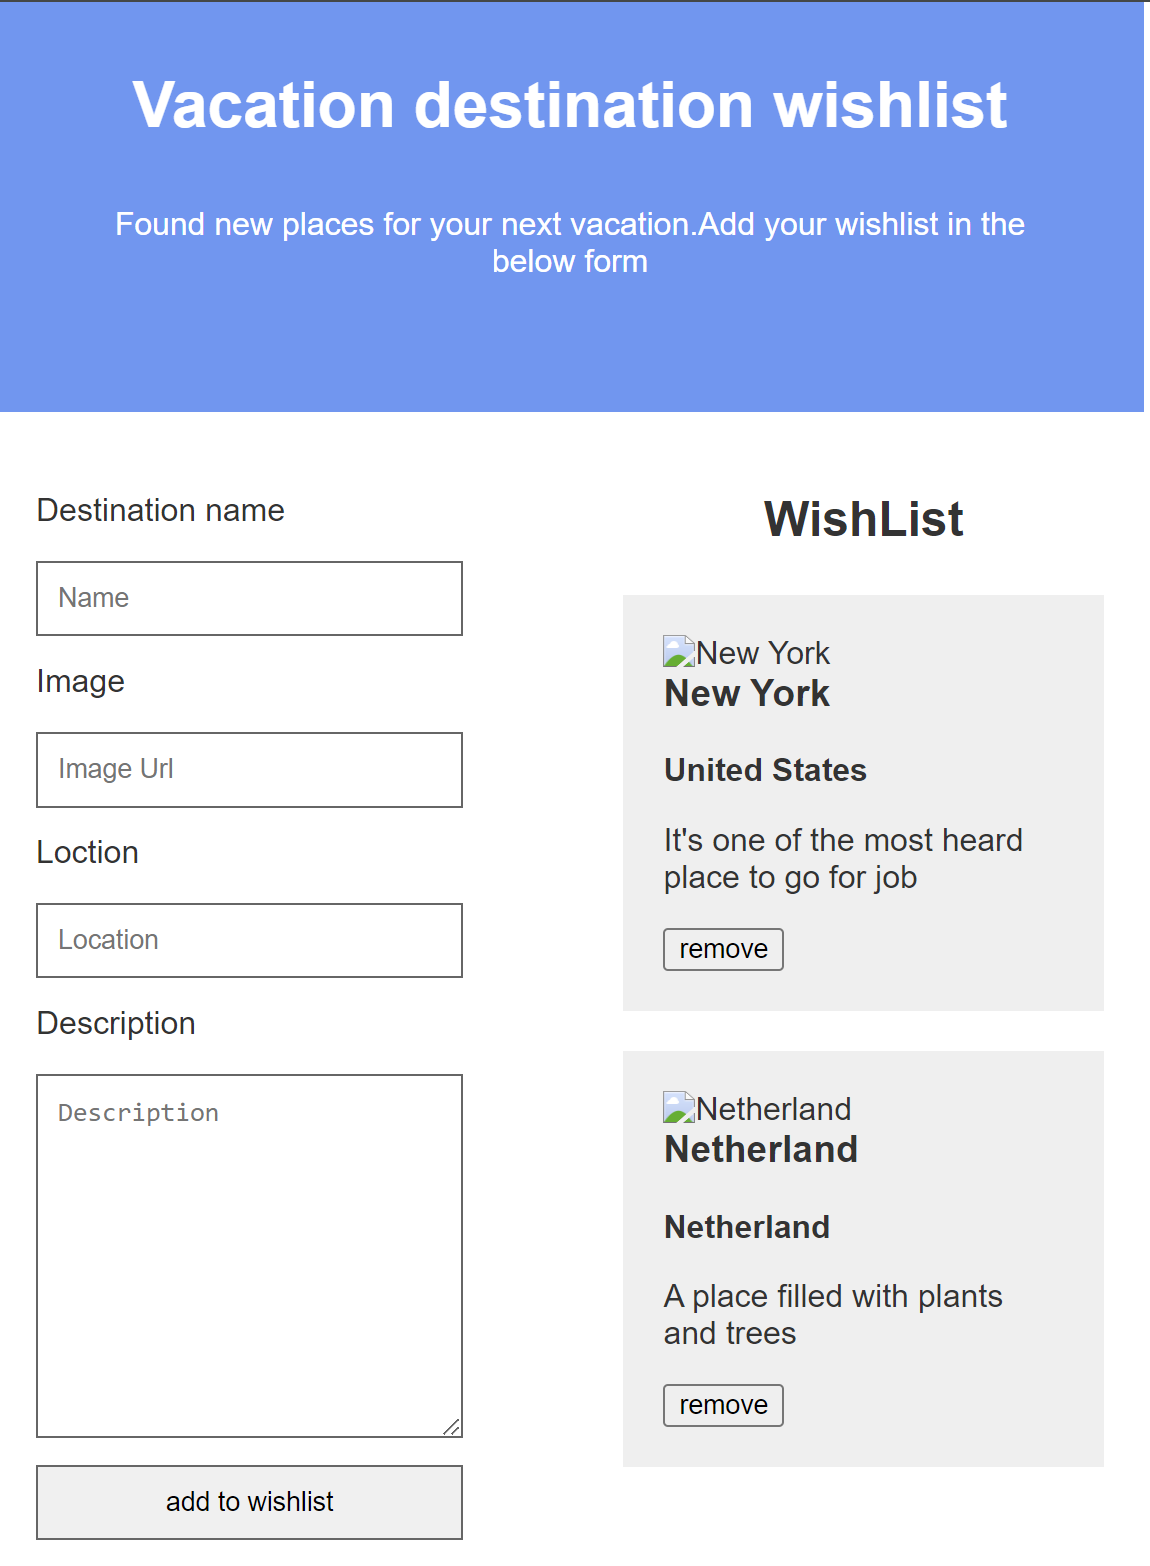 Vacation destination wishlist
Found new places for your next vacation.Add your wishlist in the
below form
Destination name
Name
Image
Image Url
Loction
Location
Description
Description
add to wishlist
WishList
New York
New York
United States
It's one of the most heard
place to go for job
remove
Netherland
Netherland
Netherland
A place filled with plants
and trees
remove